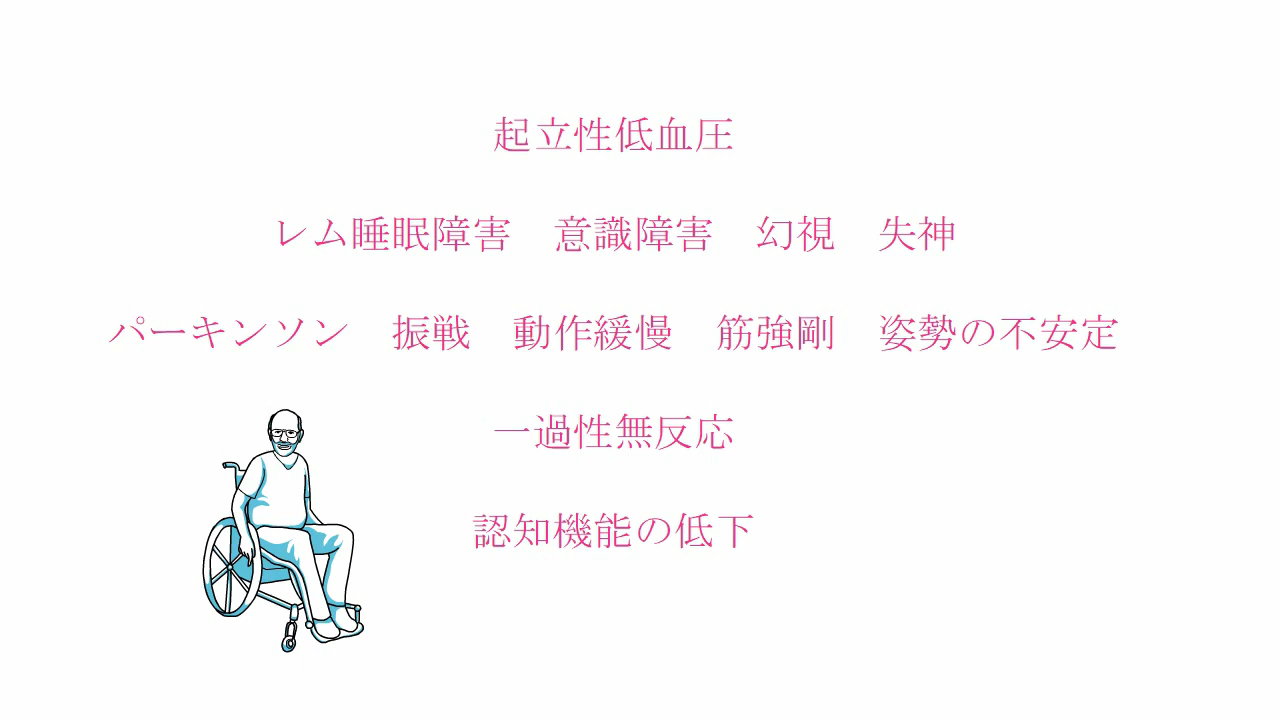 起立性低血圧
レム睡眠障害　意識障害　幻視　失神
パーキンソン　振戦　動作緩慢　筋強剛　姿勢の不安定
一過性無反応
認知機能の低下